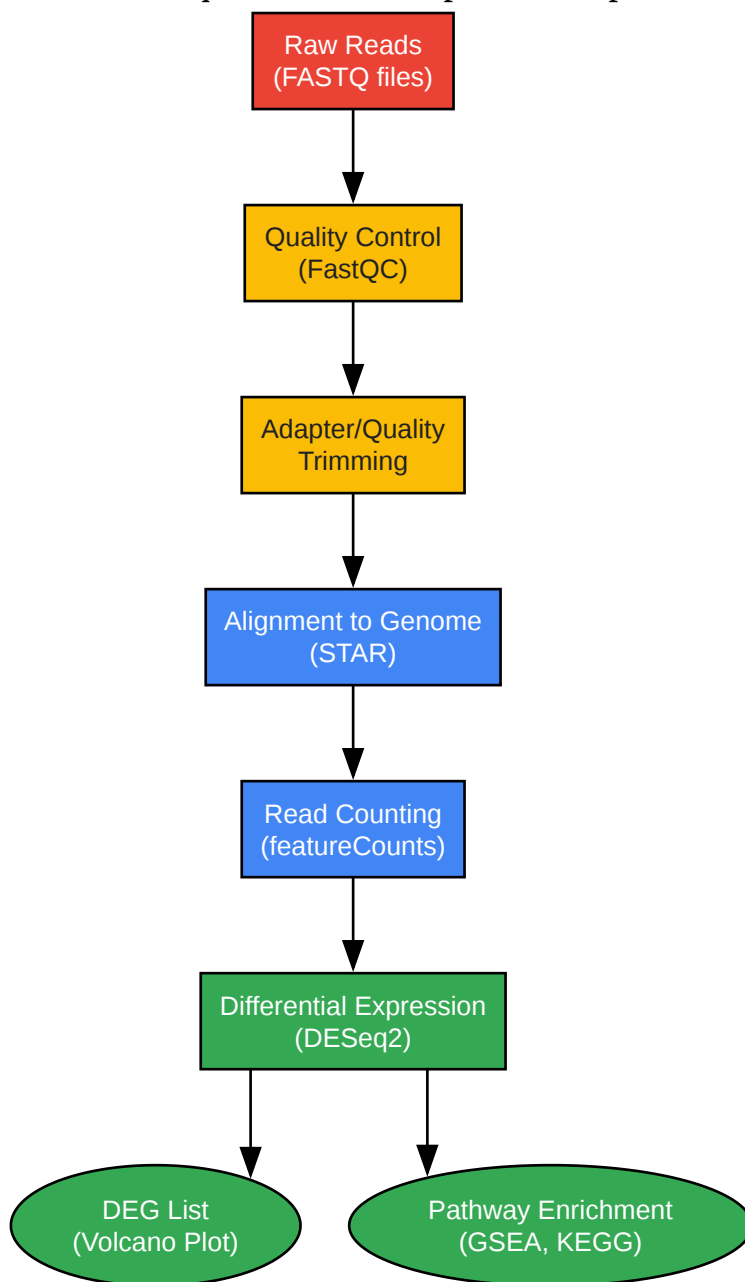 Raw Reads
(FASTQ files)
Quality Control
(FastQC)
Adapter/Quality
Trimming
Alignment to Genome
(STAR)
Read Counting
(featureCounts)
Differential Expression
(DESeq2)
DEG List
(Volcano Plot)
Pathway Enrichment
(GSEA, KEGG)